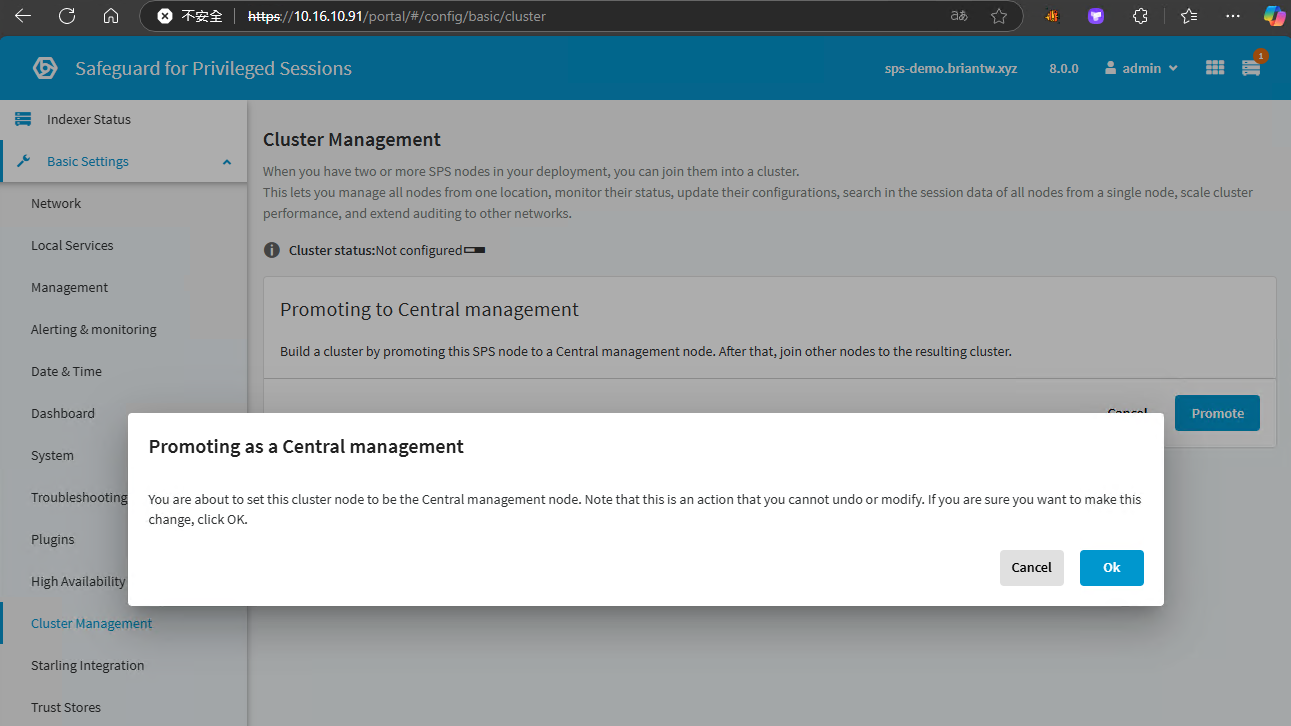 不安全
https://10.16.10.91/portal/#/config/basic/cluster
aあ
Safeguard for Privileged Sessions
sps-demo.briantw.xyz
8.0.0
admin
1
Indexer Status
Basic Settings
Network
Local Services
Management
Alerting & monitoring
Date & Time
Dashboard
System
Troubleshooting
Plugins
High Availability
Cluster Management
Starling Integration
Trust Stores
Cluster Management
When you have two or more SPS nodes in your deployment, you can join them into a cluster.
This lets you manage all nodes from one location, monitor their status, update their configurations, search in the session data of all nodes from a single node, scale cluster
performance, and extend auditing to other networks.
Cluster status:Not configured
Promoting to Central management
Build a cluster by promoting this SPS node to a Central management node. After that, join other nodes to the resulting cluster.
Cancel
Promote
Promoting as a Central management
You are about to set this cluster node to be the Central management node. Note that this is an action that you cannot undo or modify. If you are sure you want to make this
change, click OK.
Cancel
Ok